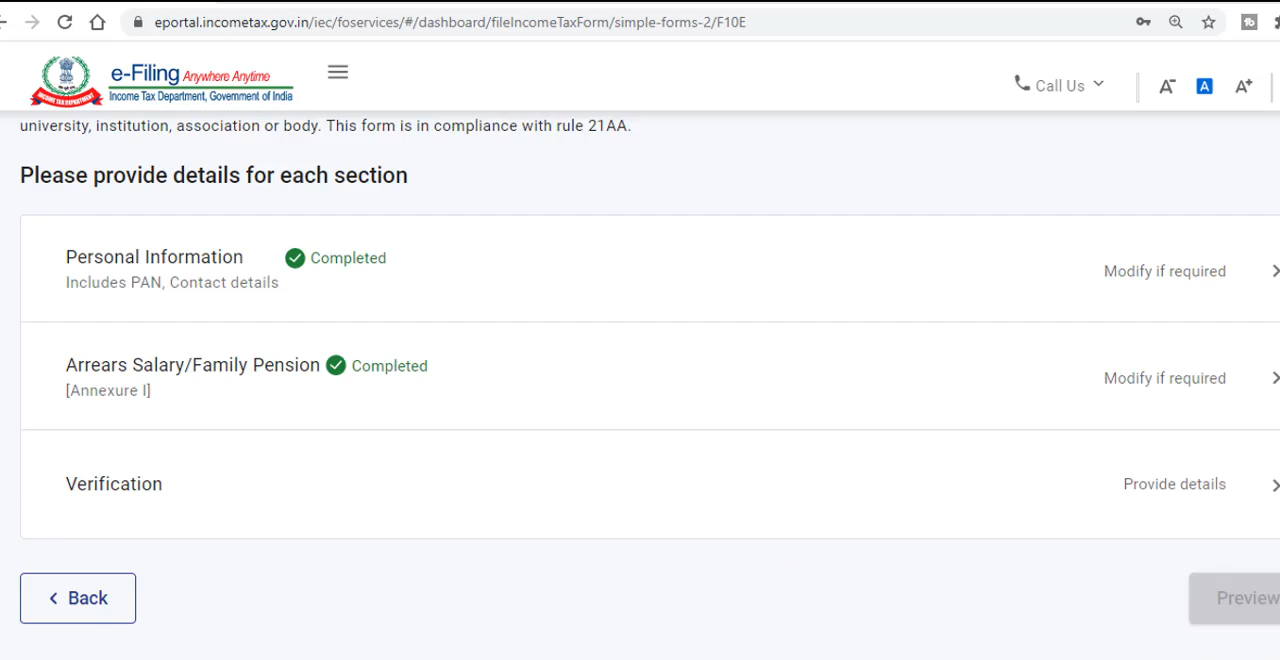 eportal.incometax.gov.in/iec/foservices/#/dashboard/fileIncomeTaxForm/simple-forms-2/F10E
e-Filing Anywhere Anytime
Income Tax Department, Government of India
INCOME TAX DEPARTMENT
Call Us
A- A A+
university, institution, association or body. This form is in compliance with rule 21AA.
Please provide details for each section
Personal Information Completed
Includes PAN, Contact details
Modify if required
Arrears Salary/Family Pension Completed
[Annexure I]
Modify if required
Verification
Provide details
Back
Preview